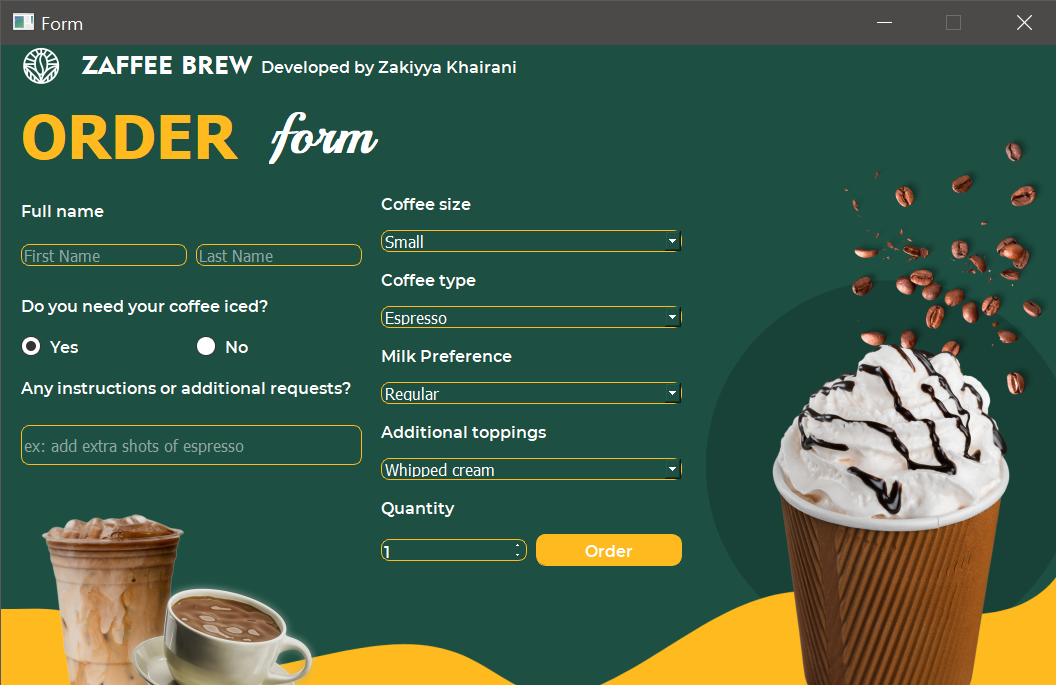 Form
ZAFFEE BREW Developed by Zakiyya Khairani
ORDER form
Full name
First Name Last Name
Do you need your coffee iced?
Yes No
Any instructions or additional requests?
ex: add extra shots of espresso
Coffee size
Small
Coffee type
Espresso
Milk Preference
Regular
Additional toppings
Whipped cream
Quantity
1 Order